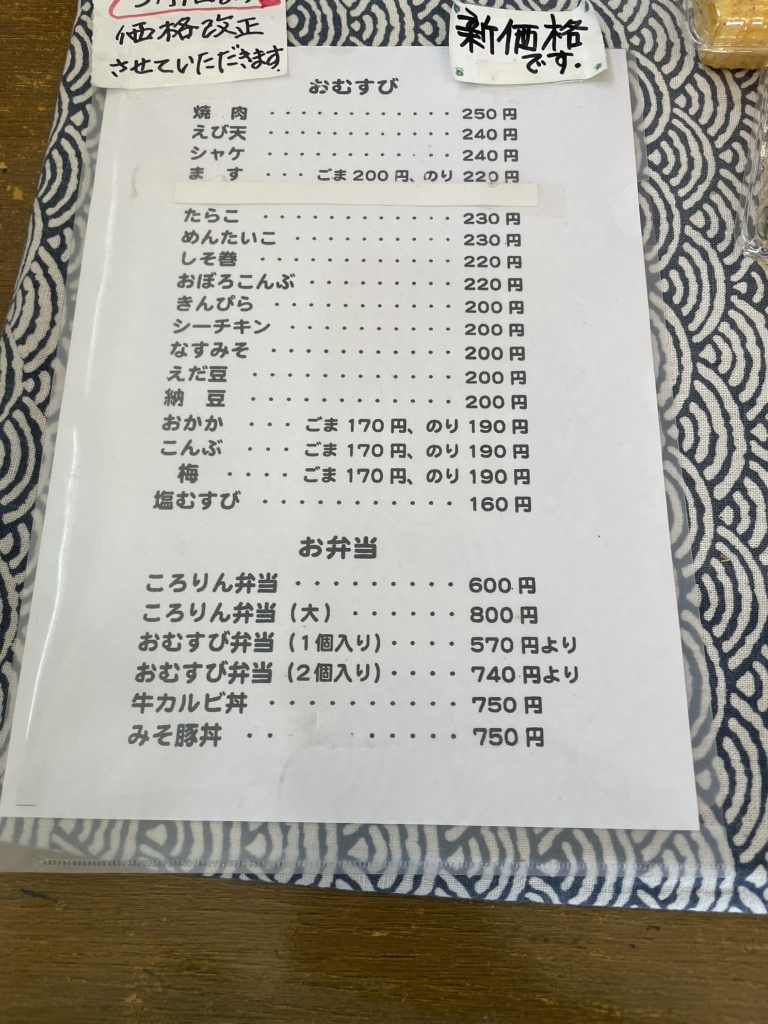 価格改正
させていただきます
新価格
です.
おむすび
焼 肉 ・・・・・・・・・・・・ 250円
えび天 ・・・・・・・・・・・・ 240円
シャケ ・・・・・・・・・・・・ 240円
ま す ・・・ ごま 200円、のり 220円
たらこ ・・・・・・・・・・・・ 230円
めんたいこ ・・・・・・・・・・・ 230円
しそ巻 ・・・・・・・・・・・・ 220円
おぼろこんぶ ・・・・・・・・・ 220円
きんぴら ・・・・・・・・・・・ 200円
シーチキン ・・・・・・・・・・ 200円
なすみそ ・・・・・・・・・・・ 200円
えだ豆 ・・・・・・・・・・・・ 200円
納 豆 ・・・・・・・・・・・・ 200円
おかか ・・・ ごま 170円、のり 190円
こんぶ ・・・ ごま 170円、のり 190円
梅 ・・・・ ごま 170円、のり 190円
塩むすび ・・・・・・・・・・・ 160円
お弁当
ころりん弁当 ・・・・・・・・・ 600円
ころりん弁当(大) ・・・・・・ 800円
おむすび弁当(1個入り)・・・・ 570円より
おむすび弁当(2個入り)・・・・ 740円より
牛カルビ丼 ・・・・・・・・・・ 750円
みそ豚丼 ・・・・・・・・・・・ 750円